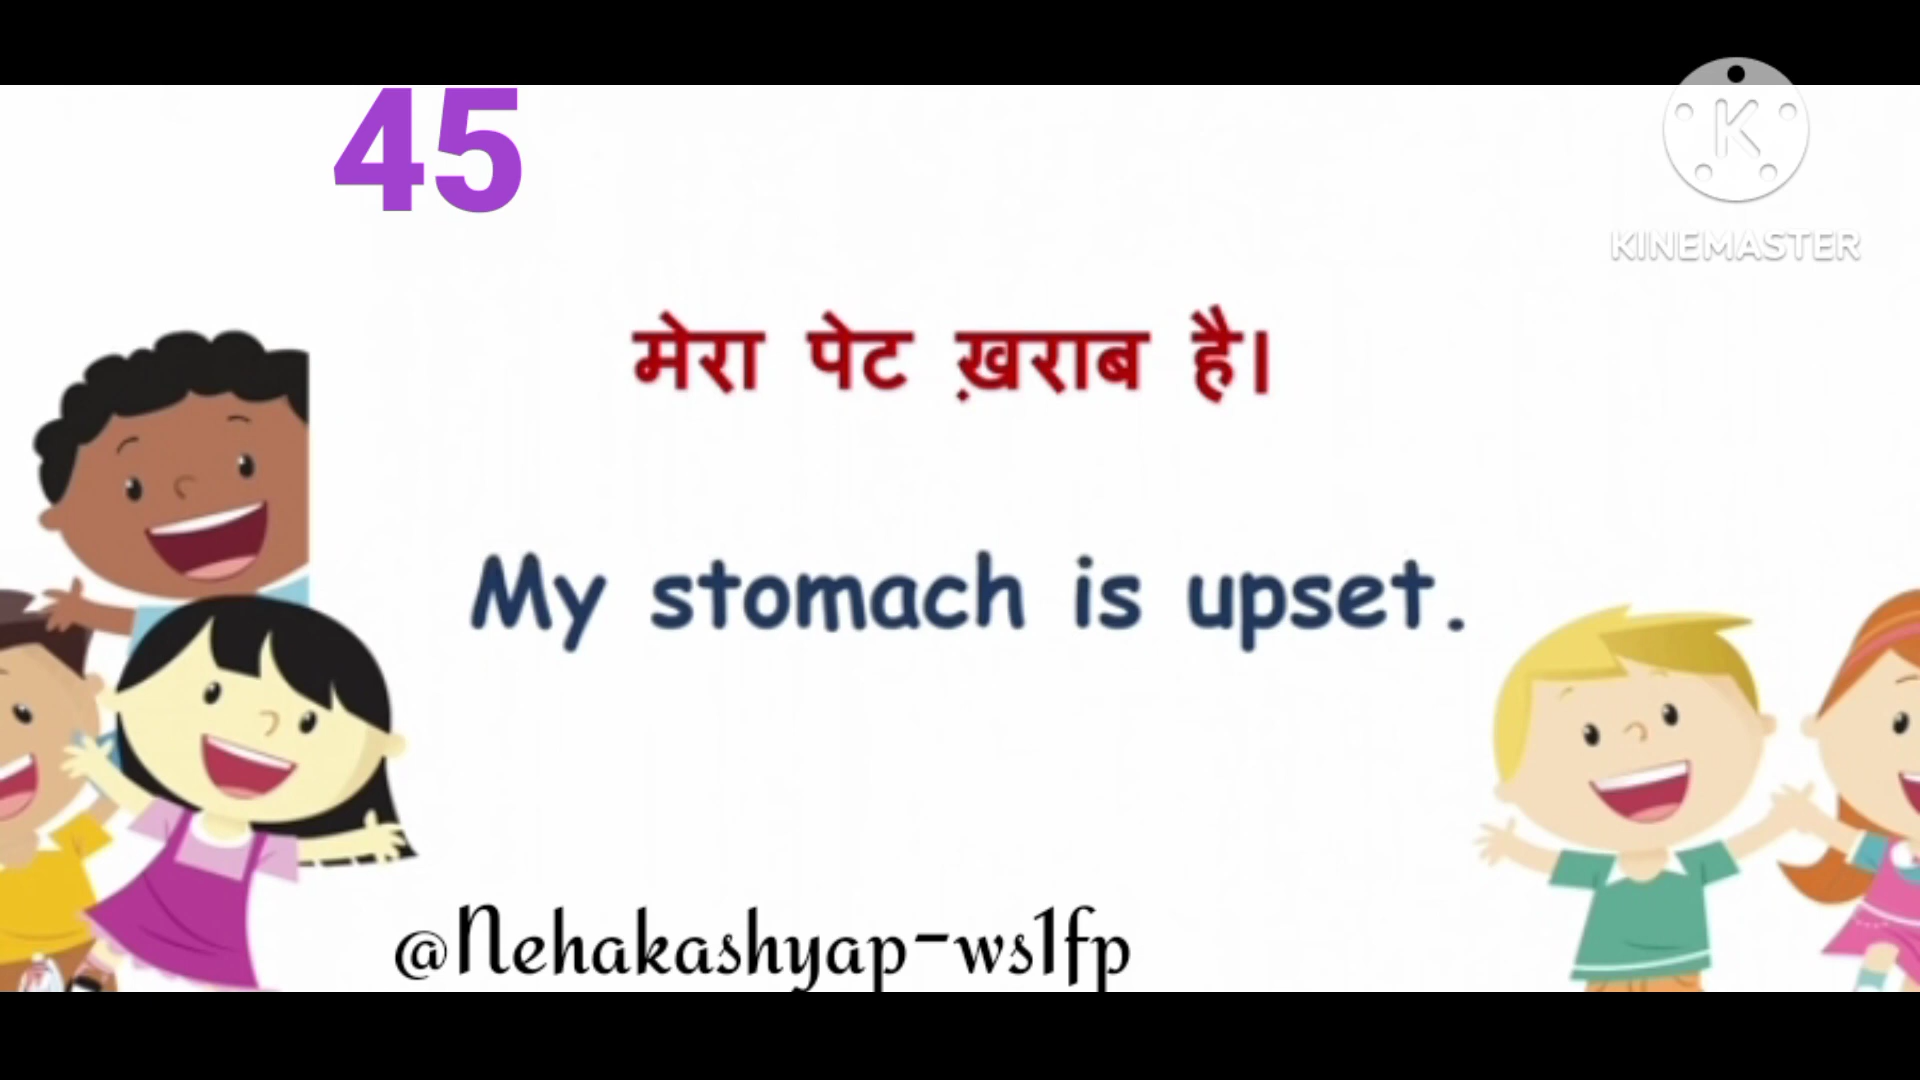 45
KINEMASTER
मेरा पेट ख़राब है।
My stomach is upset.
@Nehakashyap-ws1fp